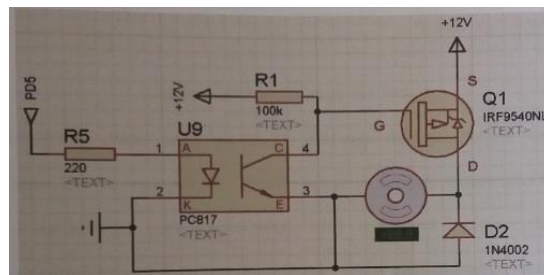 +12V
PD5
+12V
R1
100k
<TEXT>
S
Q1
IRF9540NL
<TEXT>
G
D
R5
220
<TEXT>
U9
1
A
C
4
2
K
E
3
PC817
<TEXT>
D2
1N4002
<TEXT>